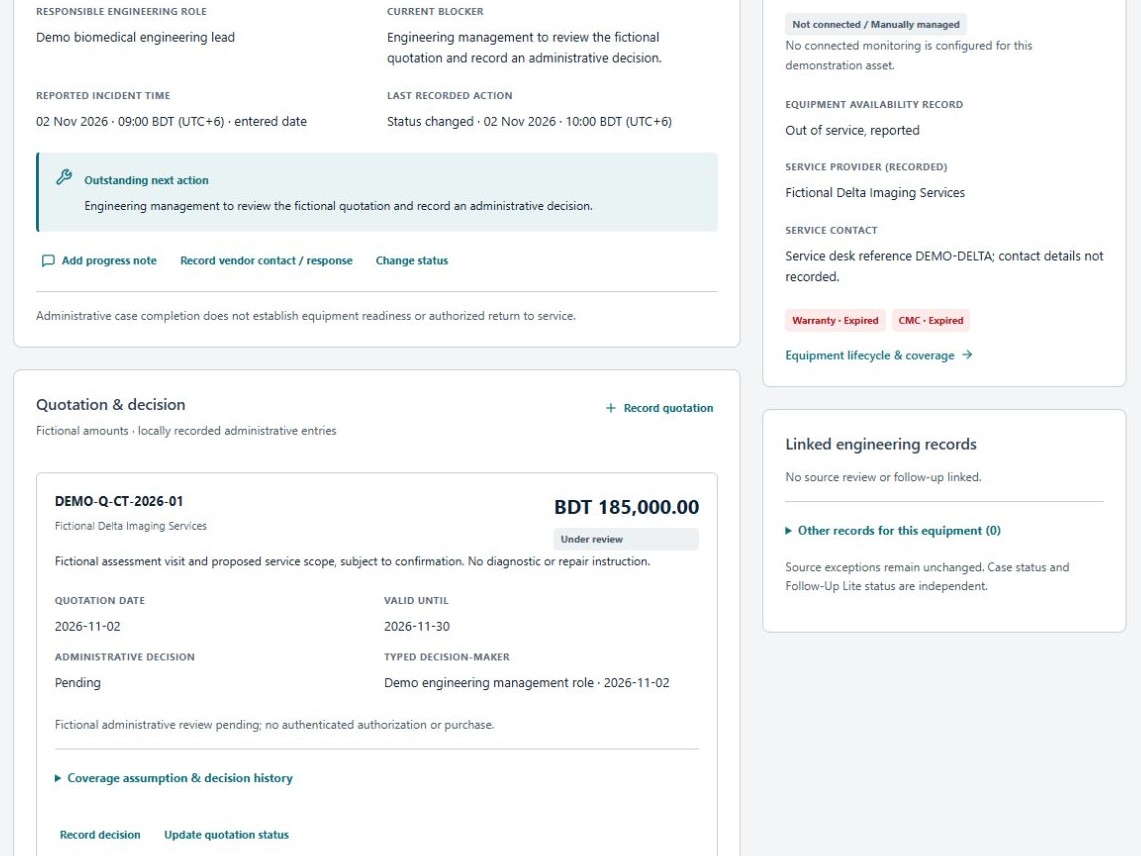 RESPONSIBLE ENGINEERING ROLE
Demo biomedical engineering lead
CURRENT BLOCKER
Engineering management to review the fictional
quotation and record an administrative decision.
REPORTED INCIDENT TIME
02 Nov 2026 · 09:00 BDT (UTC+6) · entered date
LAST RECORDED ACTION
Status changed · 02 Nov 2026 · 10:00 BDT (UTC+6)
Outstanding next action
Engineering management to review the fictional quotation and record an administrative decision.
Add progress note
Record vendor contact / response
Change status
Administrative case completion does not establish equipment readiness or authorized return to service.
Quotation & decision
Fictional amounts · locally recorded administrative entries
+ Record quotation
DEMO-Q-CT-2026-01
Fictional Delta Imaging Services
BDT 185,000.00
Under review
Fictional assessment visit and proposed service scope, subject to confirmation. No diagnostic or repair instruction.
QUOTATION DATE
2026-11-02
VALID UNTIL
2026-11-30
ADMINISTRATIVE DECISION
Pending
TYPED DECISION-MAKER
Demo engineering management role · 2026-11-02
Fictional administrative review pending; no authenticated authorization or purchase.
Coverage assumption & decision history
Record decision
Update quotation status
Not connected / Manually managed
No connected monitoring is configured for this
demonstration asset.
EQUIPMENT AVAILABILITY RECORD
Out of service, reported
SERVICE PROVIDER (RECORDED)
Fictional Delta Imaging Services
SERVICE CONTACT
Service desk reference DEMO-DELTA; contact details not
recorded.
Warranty · Expired
CMC · Expired
Equipment lifecycle & coverage →
Linked engineering records
No source review or follow-up linked.
Other records for this equipment (0)
Source exceptions remain unchanged. Case status and
Follow-Up Lite status are independent.